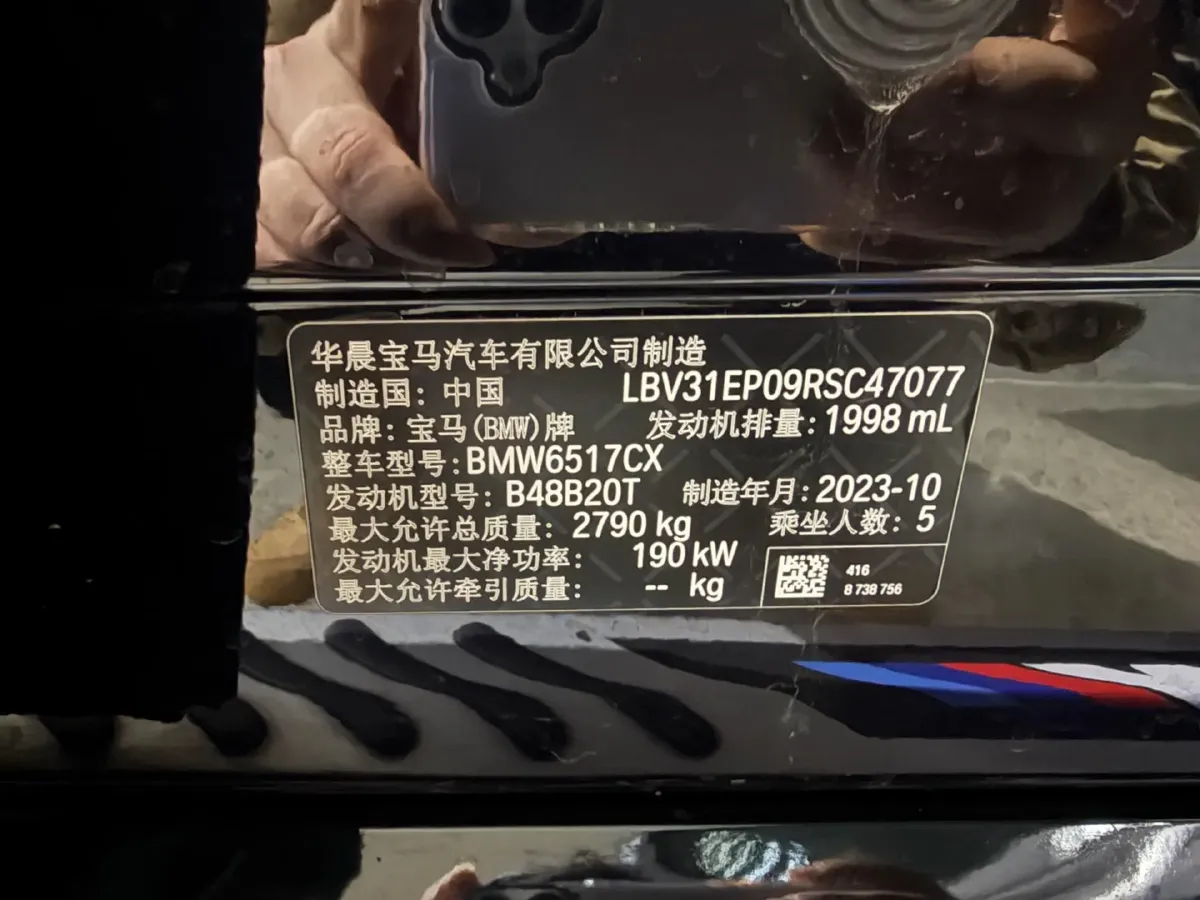 华晨宝马汽车有限公司制造
制造国：中国 LBV31EP09RSC47077
品牌：宝马(BMW)牌 发动机排量：1998 mL
整车型号：BMW6517CX
发动机型号：B48B20T 制造年月：2023-10
最大允许总质量：2790 kg 乘坐人数：5
发动机最大净功率：190 kW
最大允许牵引质量：-- kg
416
8 738 756